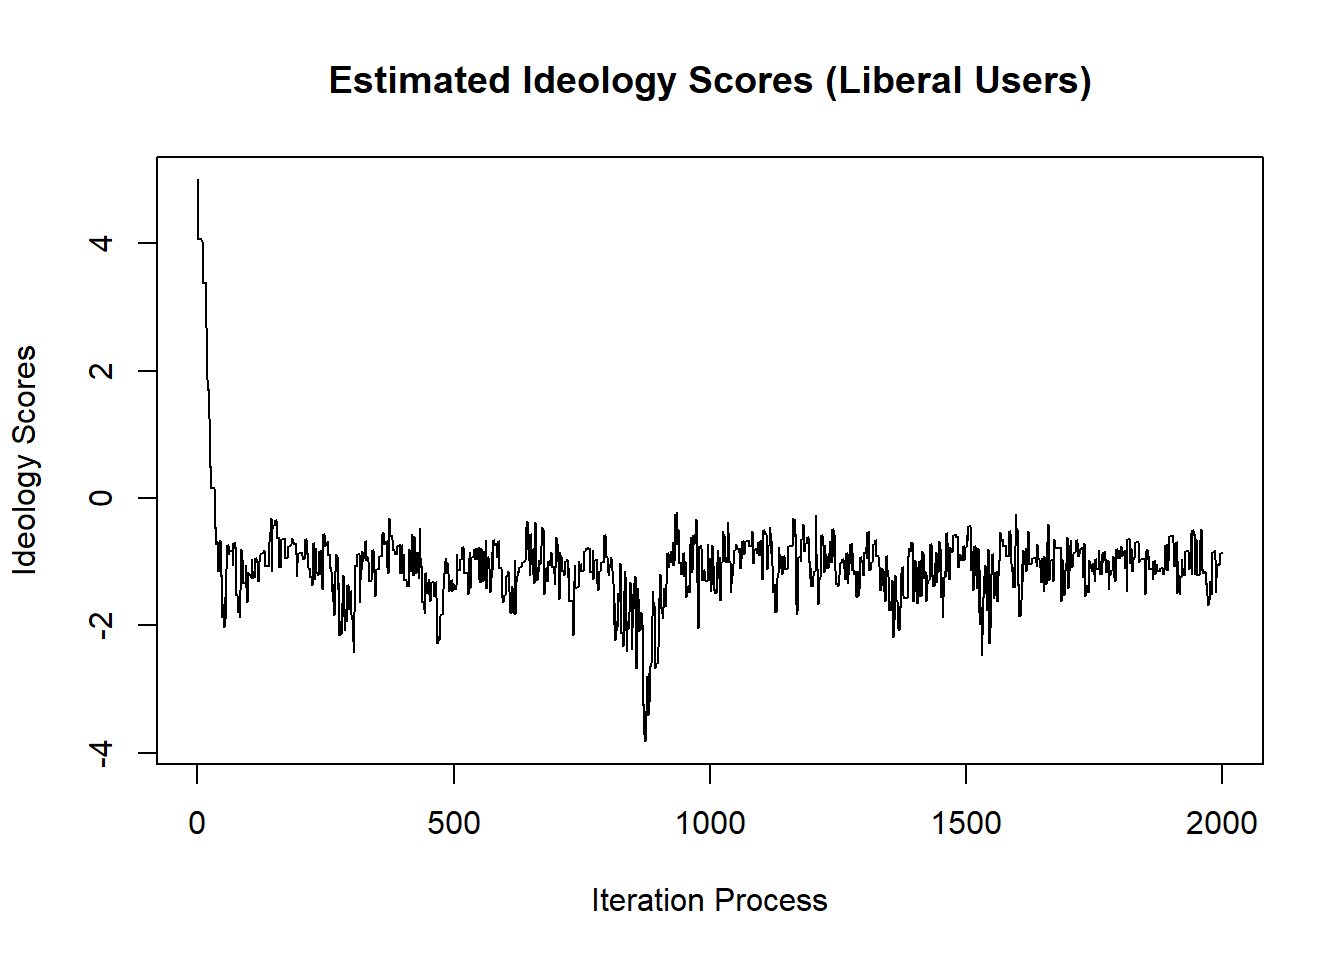 Estimated Ideology Scores (Liberal Users)
Ideology Scores
4
2
0
-2
-4
0 500 1000 1500 2000
Iteration Process